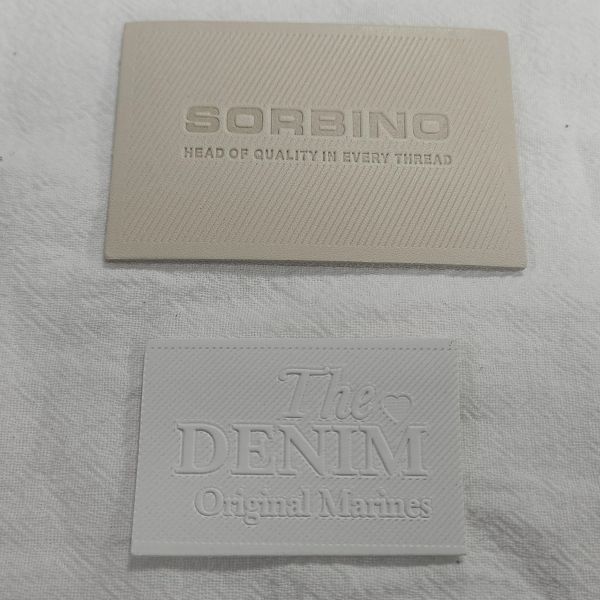 SORBINO
HEAD OF QUALITY IN EVERY THREAD
The
DENIM
Original Marines